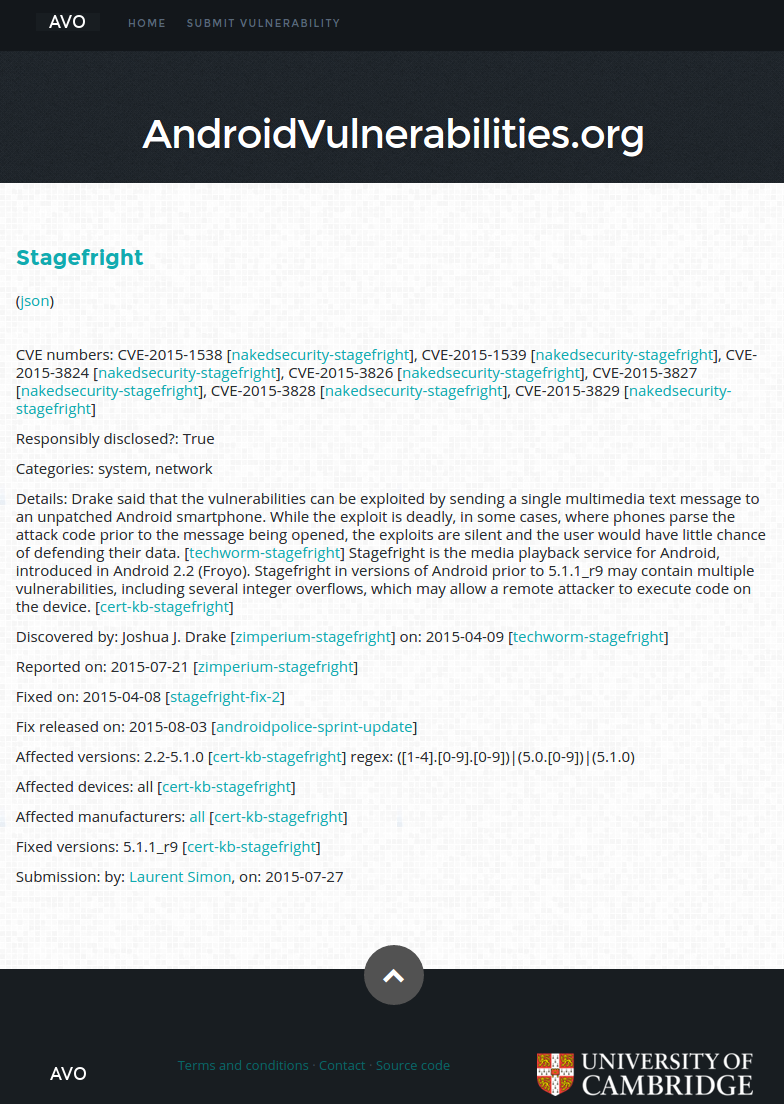 AVO HOME SUBMIT VULNERABILITY
AndroidVulnerabilities.org
Stagefright
(json)
CVE numbers: CVE-2015-1538 [nakedsecurity-stagefright], CVE-2015-1539 [nakedsecurity-stagefright], CVE-
2015-3824 [nakedsecurity-stagefright], CVE-2015-3826 [nakedsecurity-stagefright], CVE-2015-3827
[nakedsecurity-stagefright], CVE-2015-3828 [nakedsecurity-stagefright], CVE-2015-3829 [nakedsecurity-
stagefright]
Responsibly disclosed?: True
Categories: system, network
Details: Drake said that the vulnerabilities can be exploited by sending a single multimedia text message to
an unpatched Android smartphone. While the exploit is deadly, in some cases, where phones parse the
attack code prior to the message being opened, the exploits are silent and the user would have little chance
of defending their data. [techworm-stagefright] Stagefright is the media playback service for Android,
introduced in Android 2.2 (Froyo). Stagefright in versions of Android prior to 5.1.1_r9 may contain multiple
vulnerabilities, including several integer overflows, which may allow a remote attacker to execute code on
the device. [cert-kb-stagefright]
Discovered by: Joshua J. Drake [zimperium-stagefright] on: 2015-04-09 [techworm-stagefright]
Reported on: 2015-07-21 [zimperium-stagefright]
Fixed on: 2015-04-08 [stagefright-fix-2]
Fix released on: 2015-08-03 [androidpolice-sprint-update]
Affected versions: 2.2-5.1.0 [cert-kb-stagefright] regex: ([1-4].[0-9].[0-9])|(5.0.[0-9])|(5.1.0)
Affected devices: all [cert-kb-stagefright]
Affected manufacturers: all [cert-kb-stagefright]
Fixed versions: 5.1.1_r9 [cert-kb-stagefright]
Submission: by: Laurent Simon, on: 2015-07-27
AVO
Terms and conditions · Contact · Source code
UNIVERSITY OF
CAMBRIDGE